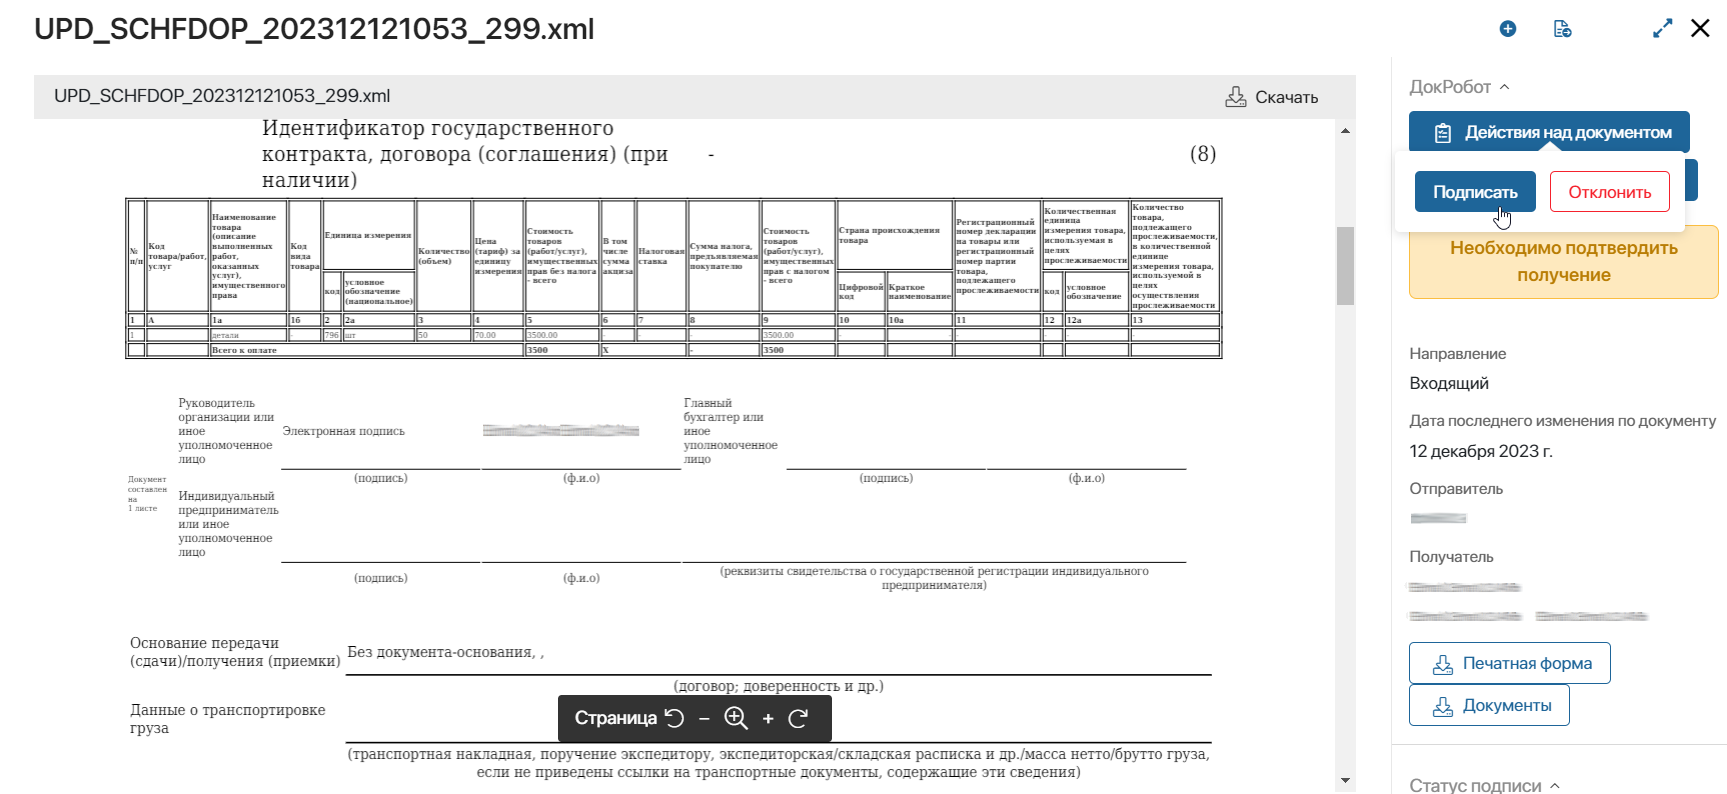 UPD_SCHFDOP_202312121053_299.xml
UPD_SCHFDOP_202312121053_299.xml
Скачать
Идентификатор государственного
контракта, договора (соглашения) (при
наличии)
-
(8)
№
п/п
Код
товара/работ,
услуг
Наименование
товара
(описание
выполненных
работ,
оказанных
услуг),
имущественного
права
Код
вида
товара
Единица измерения
код
условное
обозначение
(национальное)
Количество
(объем)
Цена
(тариф) за
единицу
измерения
Стоимость
товаров
(работ/услуг),
имущественных
прав без налога
- всего
В том
числе
сумма
акциза
Налоговая
ставка
Сумма налога,
предъявляемая
покупателю
Стоимость
товаров
(работ/услуг),
имущественных
прав с налогом
- всего
Страна происхождения
товара
Цифровой
код
Краткое
наименование
Регистрационный
номер декларации
на товары или
регистрационный
номер партии
товара,
подлежащего
прослеживаемости
Количественная
единица
измерения товара,
используемая в
целях
прослеживаемости
код
условное
обозначение
Количество
товара,
подлежащего
прослеживаемости,
в количественной
единице
измерения товара,
используемой в
целях
осуществления
прослеживаемости
1 А 1а 1б 2 2а 3 4 5 6 7 8 9 10 10а 11 12 12а 13
1 детали - 796 шт 50 70.00 3500.00 - - - 3500.00 - - - - - -
Всего к оплате 3500 X - 3500
Руководитель
организации или
иное
уполномоченное
лицо
Электронная подпись
(подпись)
(ф.и.о)
Главный
бухгалтер или
иное
уполномоченное
лицо
(подпись)
(ф.и.о)
Документ
составлен
на
1 листе
Индивидуальный
предприниматель
или иное
уполномоченное
лицо
(подпись)
(ф.и.о)
(реквизиты свидетельства о государственной регистрации индивидуального
предпринимателя)
Основание передачи
(сдачи)/получения (приемки)
Без документа-основания, ,
(договор; доверенность и др.)
Данные о транспортировке
груза
Страница
(транспортная накладная, поручение экспедитору, экспедиторская/складская расписка и др./масса нетто/брутто груза,
если не приведены ссылки на транспортные документы, содержащие эти сведения)
ДокРобот
Действия над документом
Подписать
Отклонить
Необходимо подтвердить
получение
Направление
Входящий
Дата последнего изменения по документу
12 декабря 2023 г.
Отправитель
Получатель
Печатная форма
Документы
Статус подписи